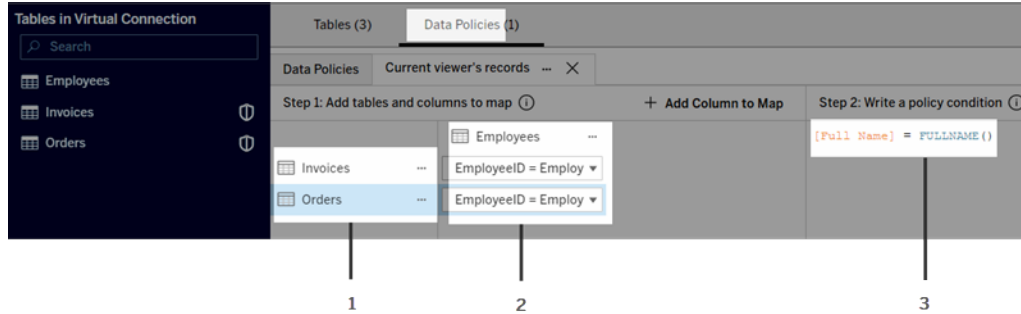 Tables in Virtual Connection
Search
Employees
Invoices
Orders
Tables (3)
Data Policies (1)
Data Policies
Current viewer's records ... ×
Step 1: Add tables and columns to map
+ Add Column to Map
Step 2: Write a policy condition
Employees ...
Invoices ...
EmployeeID = Employ
Orders ...
EmployeeID = Employ
[Full Name] = FULLNAME()
1
2
3